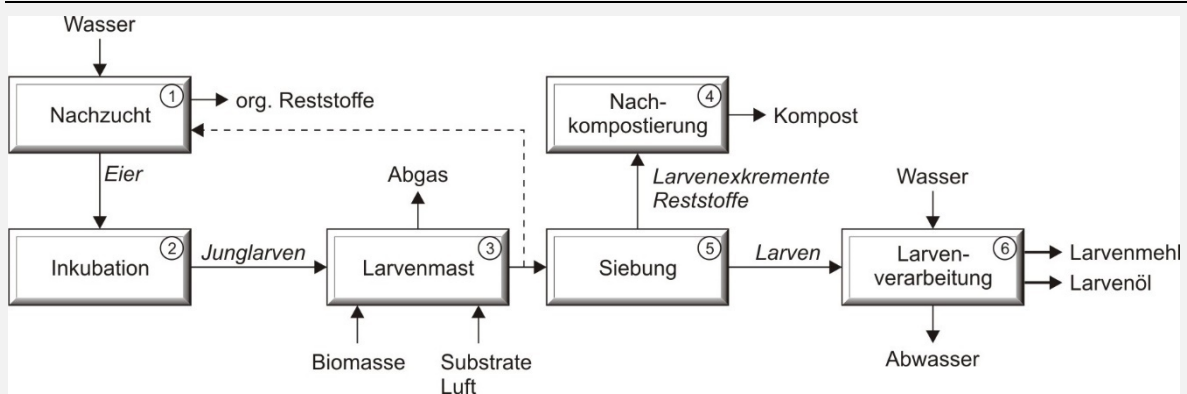 Wasser
Nachzucht
1
org. Reststoffe
Eier
Inkubation
2
Junglarven
Abgas
Larvenmast
3
Biomasse
Substrate
Luft
Nach-
kompostierung
4
Kompost
Larvenexkremente
Reststoffe
Siebung
5
Larven
Wasser
Larven-
verarbeitung
6
Larvenmehl
Larvenöl
Abwasser